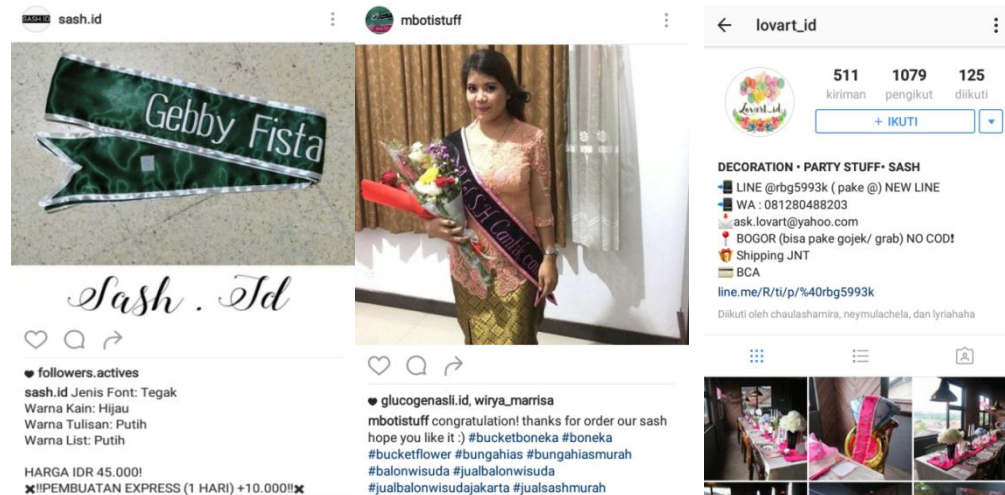 SASH ID
sash.id
Gebby Fista
Sash . Id
followers.actives
sash.id Jenis Font: Tegak
Warna Kain: Hijau
Warna Tulisan: Putih
Warna List: Putih
HARGA IDR 45.000!
✖!!PEMBUATAN EXPRESS (1 HARI) +10.000!!✖
mbotistuff
S.H Cantik
glucogenasli.id, wirya_marrisa
mbotistuff congratulation! thanks for order our sash
hope you like it :) #bucketboneka #boneka
#bucketflower #bungahias #bungahiasmurah
#balonwisuda #jualbalonwisuda
#jualbalonwisudajakarta #jualsashmurah
lovart_id
Lovart_id
511 1079 125
kiriman pengikut diikuti
+ IKUTI
DECORATION • PARTY STUFF• SASH
LINE @rbg5993k ( pake @) NEW LINE
WA : 081280488203
ask.lovart@yahoo.com
BOGOR (bisa pake gojek/ grab) NO COD!
Shipping JNT
BCA
line.me/R/ti/p/%40rbg5993k
Diikuti oleh chaulashamira, neymulachela, dan lyriahaha